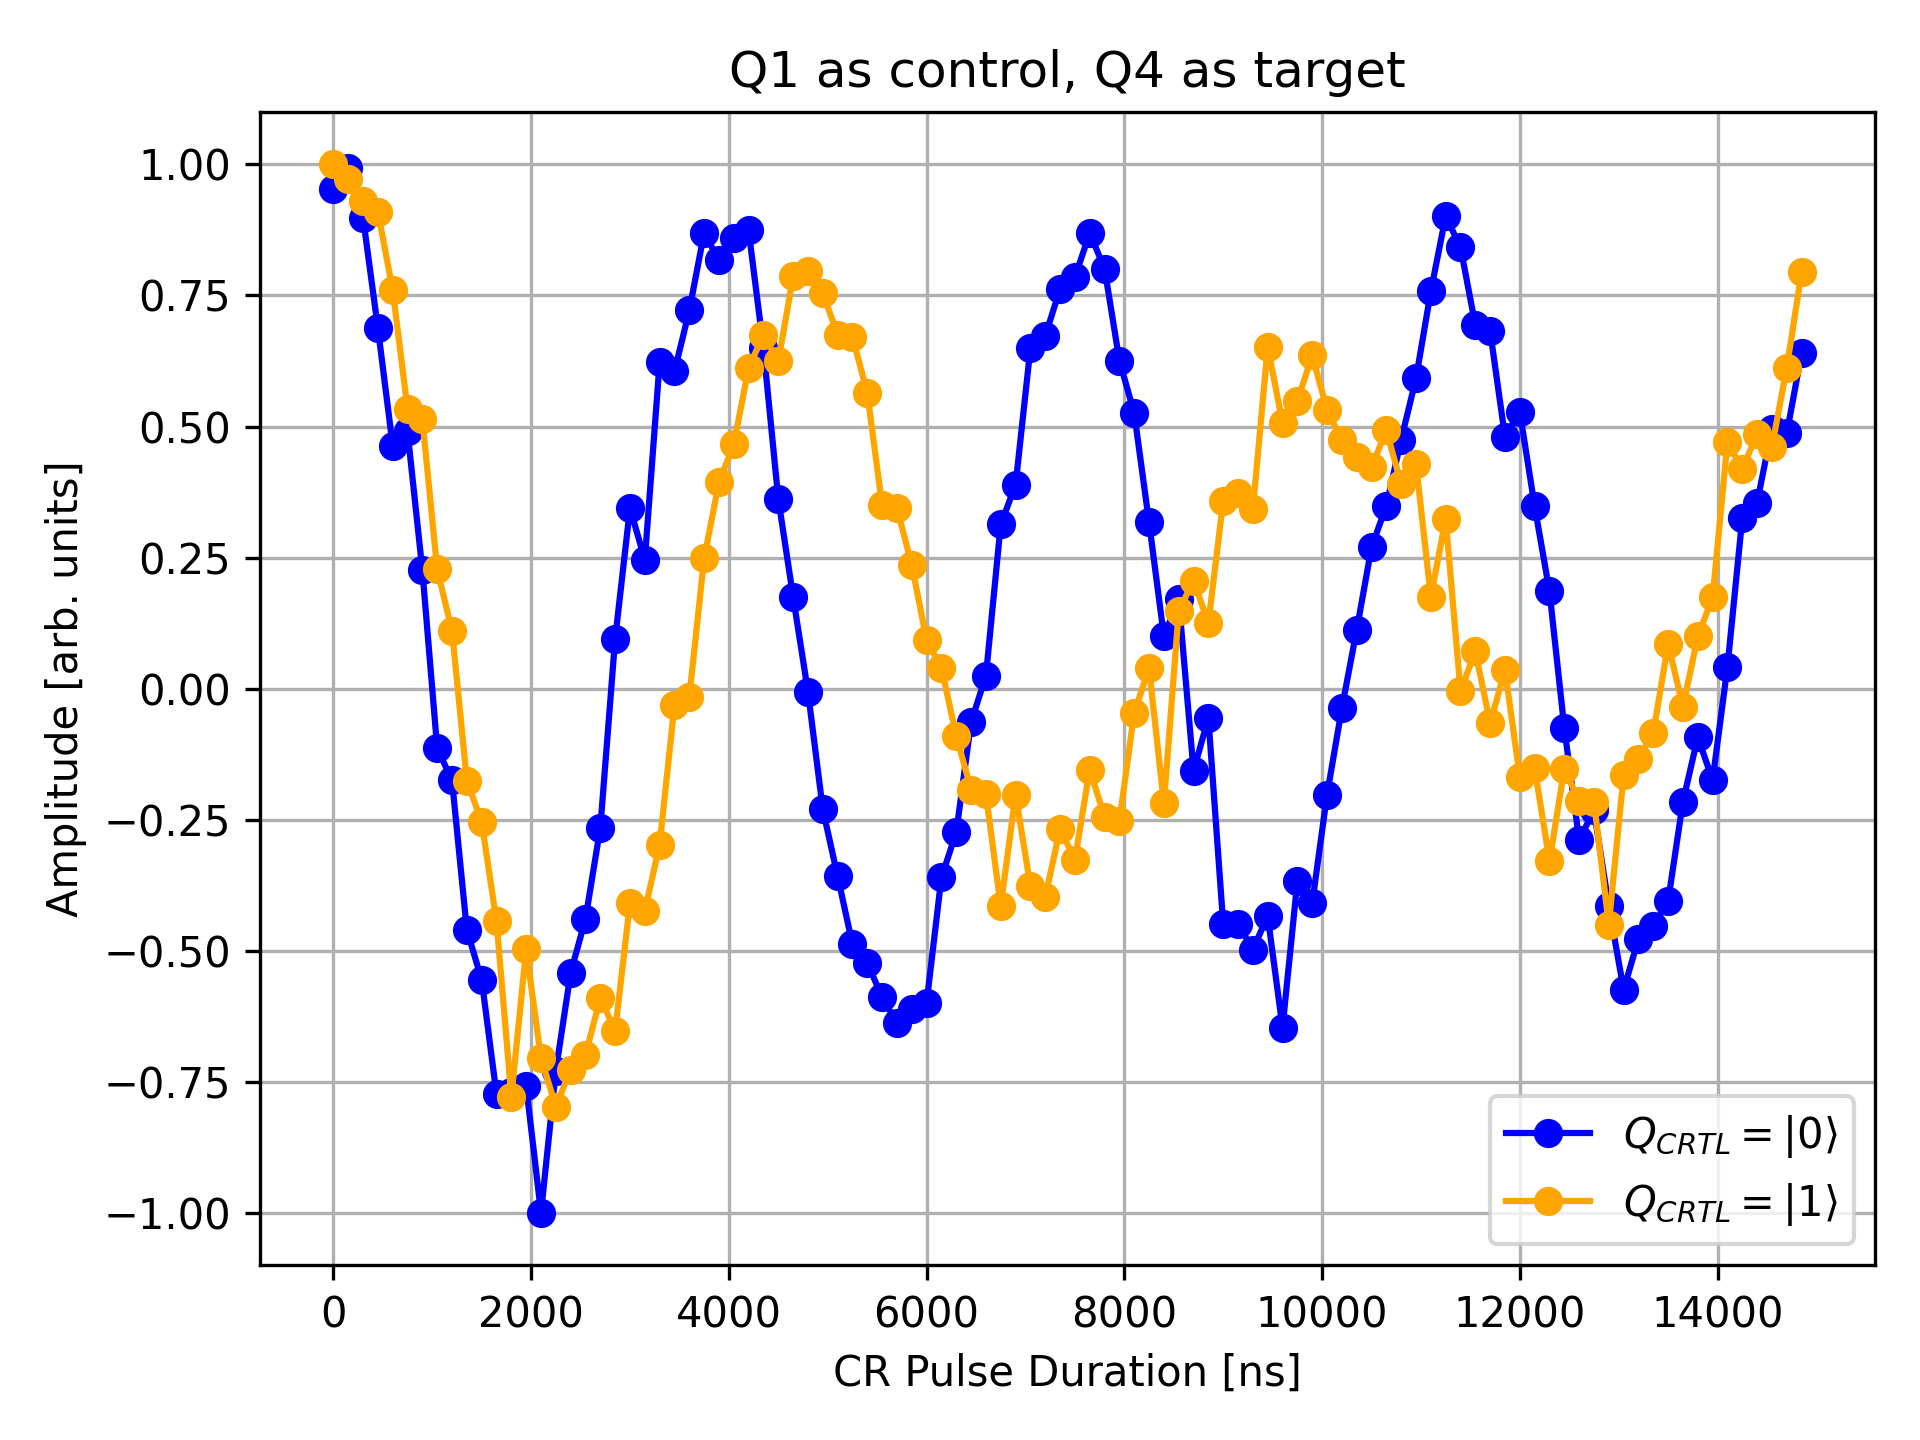 Q1 as control, Q4 as target
1.00
0.75
0.50
0.25
0.00
−0.25
−0.50
−0.75
−1.00
Amplitude [arb. units]
0 2000 4000 6000 8000 10000 12000 14000
CR Pulse Duration [ns]
Q_CRTL = |0⟩
Q_CRTL = |1⟩